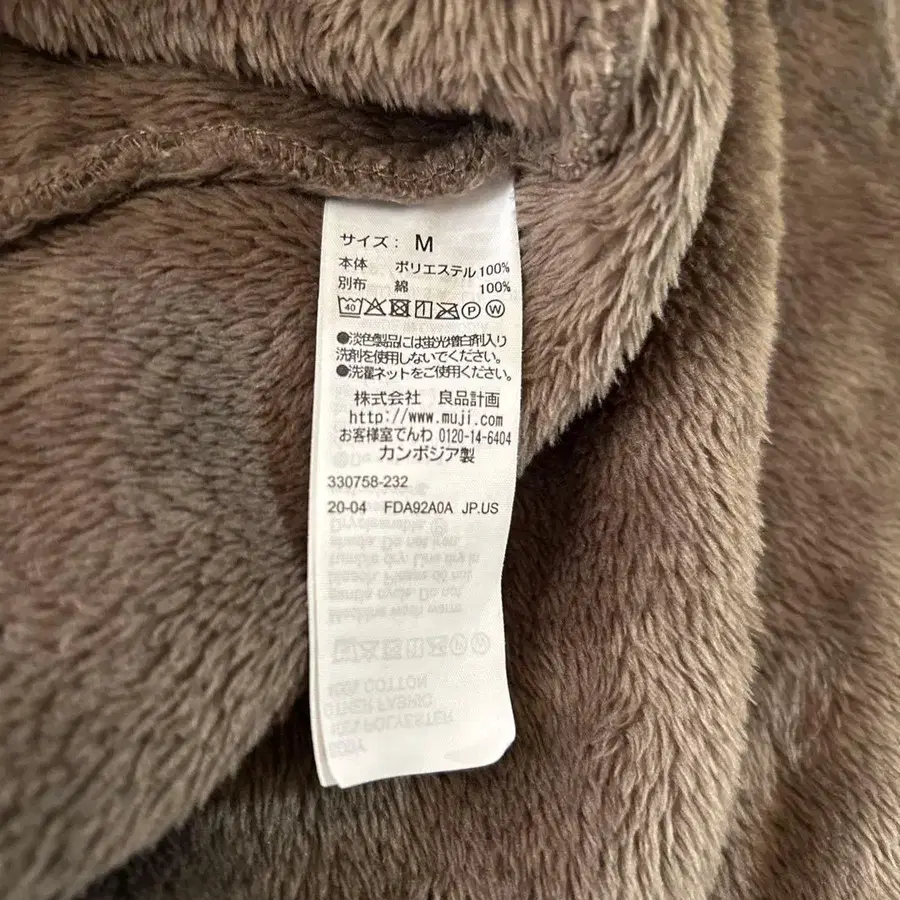 サイズ： M
本体 ポリエステル100%
別布 綿 100%
40 P W
●淡色製品には蛍光増白剤入り
洗剤を使用しないでください。
●洗濯ネットをご使用ください。
株式会社 良品計画
http://www.muji.com
お客様室でんわ 0120-14-6404
カンボジア製
330758-232
20-04 FDA92A0A JP.US